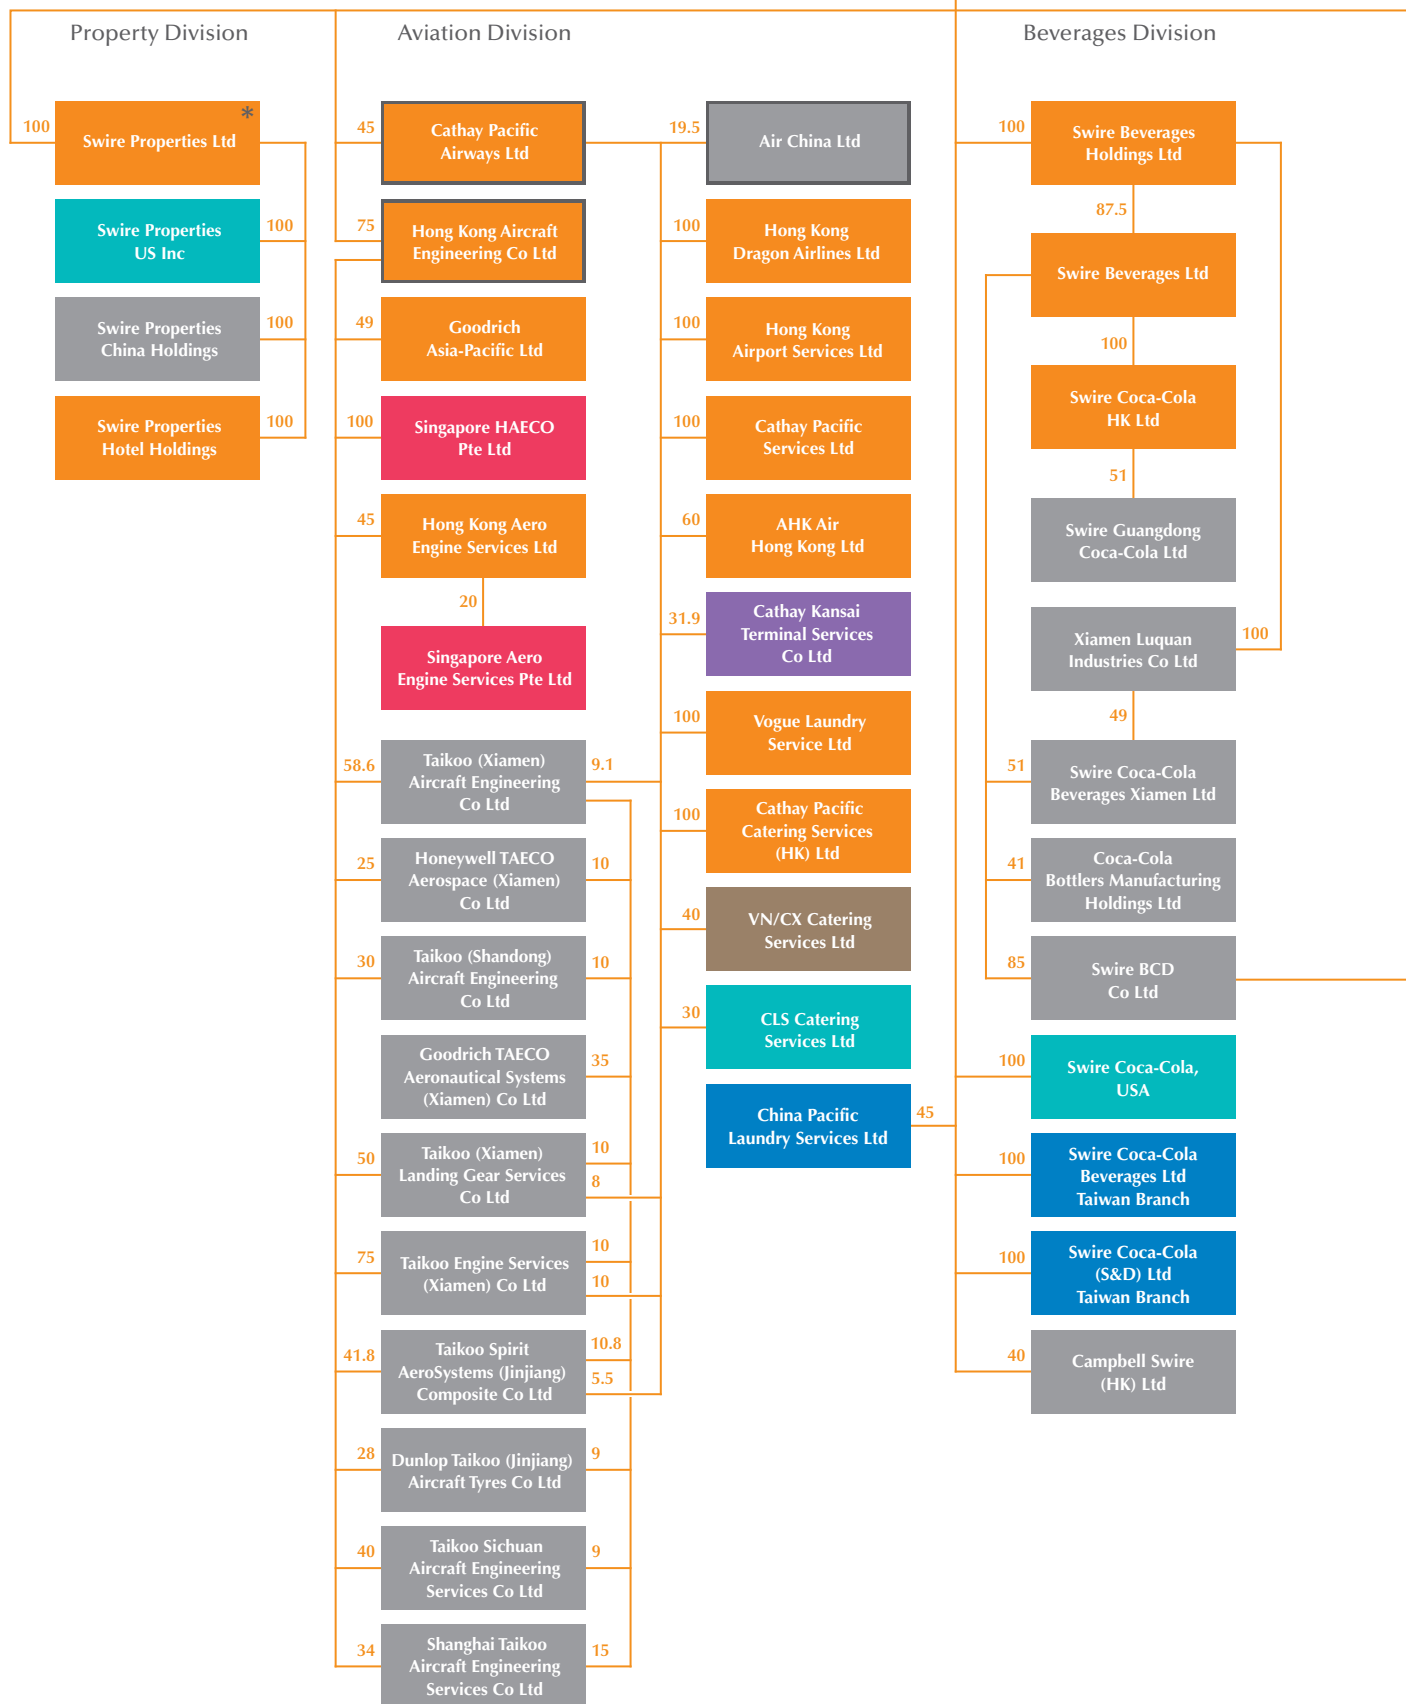 Property Division
100
Swire Properties Ltd
*
Swire Properties
US Inc
100
Swire Properties
China Holdings
100
Swire Properties
Hotel Holdings
100
Aviation Division
45
Cathay Pacific
Airways Ltd
75
Hong Kong Aircraft
Engineering Co Ltd
49
Goodrich
Asia-Pacific Ltd
100
Singapore HAECO
Pte Ltd
45
Hong Kong Aero
Engine Services Ltd
20
Singapore Aero
Engine Services Pte Ltd
58.6
Taikoo (Xiamen)
Aircraft Engineering
Co Ltd
9.1
25
Honeywell TAECO
Aerospace (Xiamen)
Co Ltd
10
30
Taikoo (Shandong)
Aircraft Engineering
Co Ltd
10
Goodrich TAECO
Aeronautical Systems
(Xiamen) Co Ltd
35
50
Taikoo (Xiamen)
Landing Gear Services
Co Ltd
10
8
75
Taikoo Engine Services
(Xiamen) Co Ltd
10
10
41.8
Taikoo Spirit
AeroSystems (Jinjiang)
Composite Co Ltd
10.8
5.5
28
Dunlop Taikoo (Jinjiang)
Aircraft Tyres Co Ltd
9
40
Taikoo Sichuan
Aircraft Engineering
Services Co Ltd
9
34
Shanghai Taikoo
Aircraft Engineering
Services Co Ltd
15
19.5
Air China Ltd
100
Hong Kong
Dragon Airlines Ltd
100
Hong Kong
Airport Services Ltd
100
Cathay Pacific
Services Ltd
60
AHK Air
Hong Kong Ltd
31.9
Cathay Kansai
Terminal Services
Co Ltd
100
Vogue Laundry
Service Ltd
100
Cathay Pacific
Catering Services
(HK) Ltd
40
VN/CX Catering
Services Ltd
30
CLS Catering
Services Ltd
China Pacific
Laundry Services Ltd
45
Beverages Division
100
Swire Beverages
Holdings Ltd
87.5
Swire Beverages Ltd
100
Swire Coca-Cola
HK Ltd
51
Swire Guangdong
Coca-Cola Ltd
Xiamen Luquan
Industries Co Ltd
100
49
51
Swire Coca-Cola
Beverages Xiamen Ltd
41
Coca-Cola
Bottlers Manufacturing
Holdings Ltd
85
Swire BCD
Co Ltd
100
Swire Coca-Cola,
USA
100
Swire Coca-Cola
Beverages Ltd
Taiwan Branch
100
Swire Coca-Cola
(S&D) Ltd
Taiwan Branch
40
Campbell Swire
(HK) Ltd